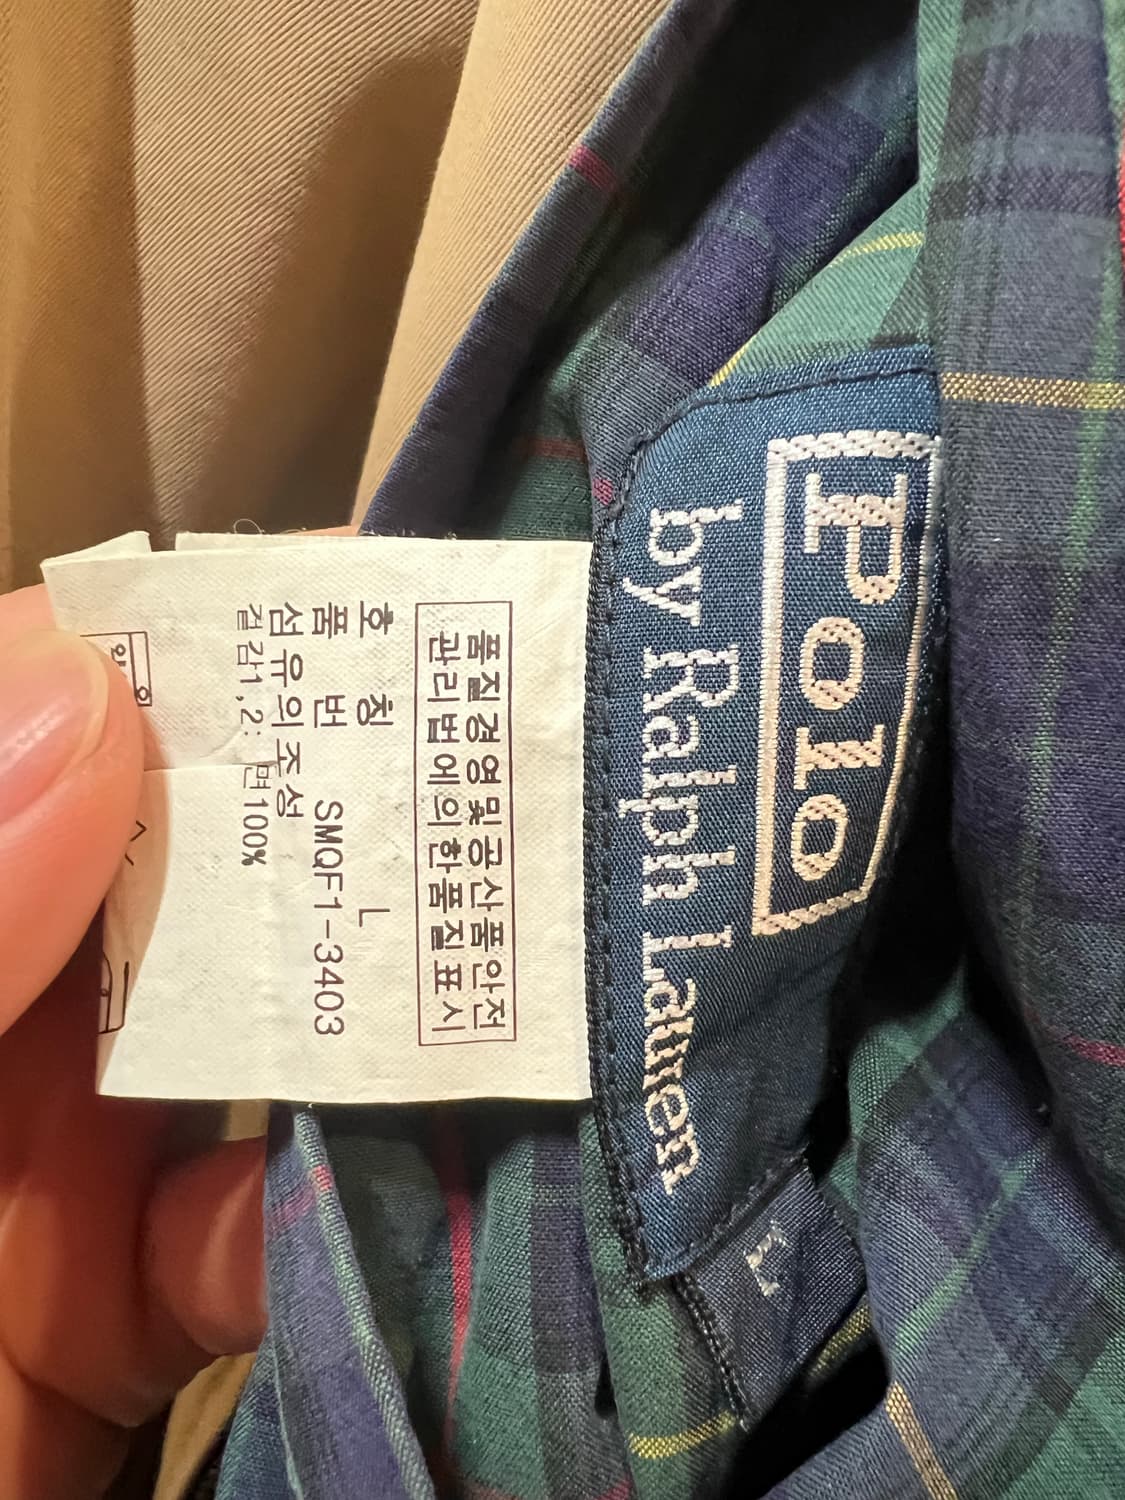 Polo
by Ralph Lauren
L
품질경영및공산품안전
관리법에의한품질표시
호 칭 L
품 번 SMQF1-3403
섬유의조성
겉감1,2: 면100%